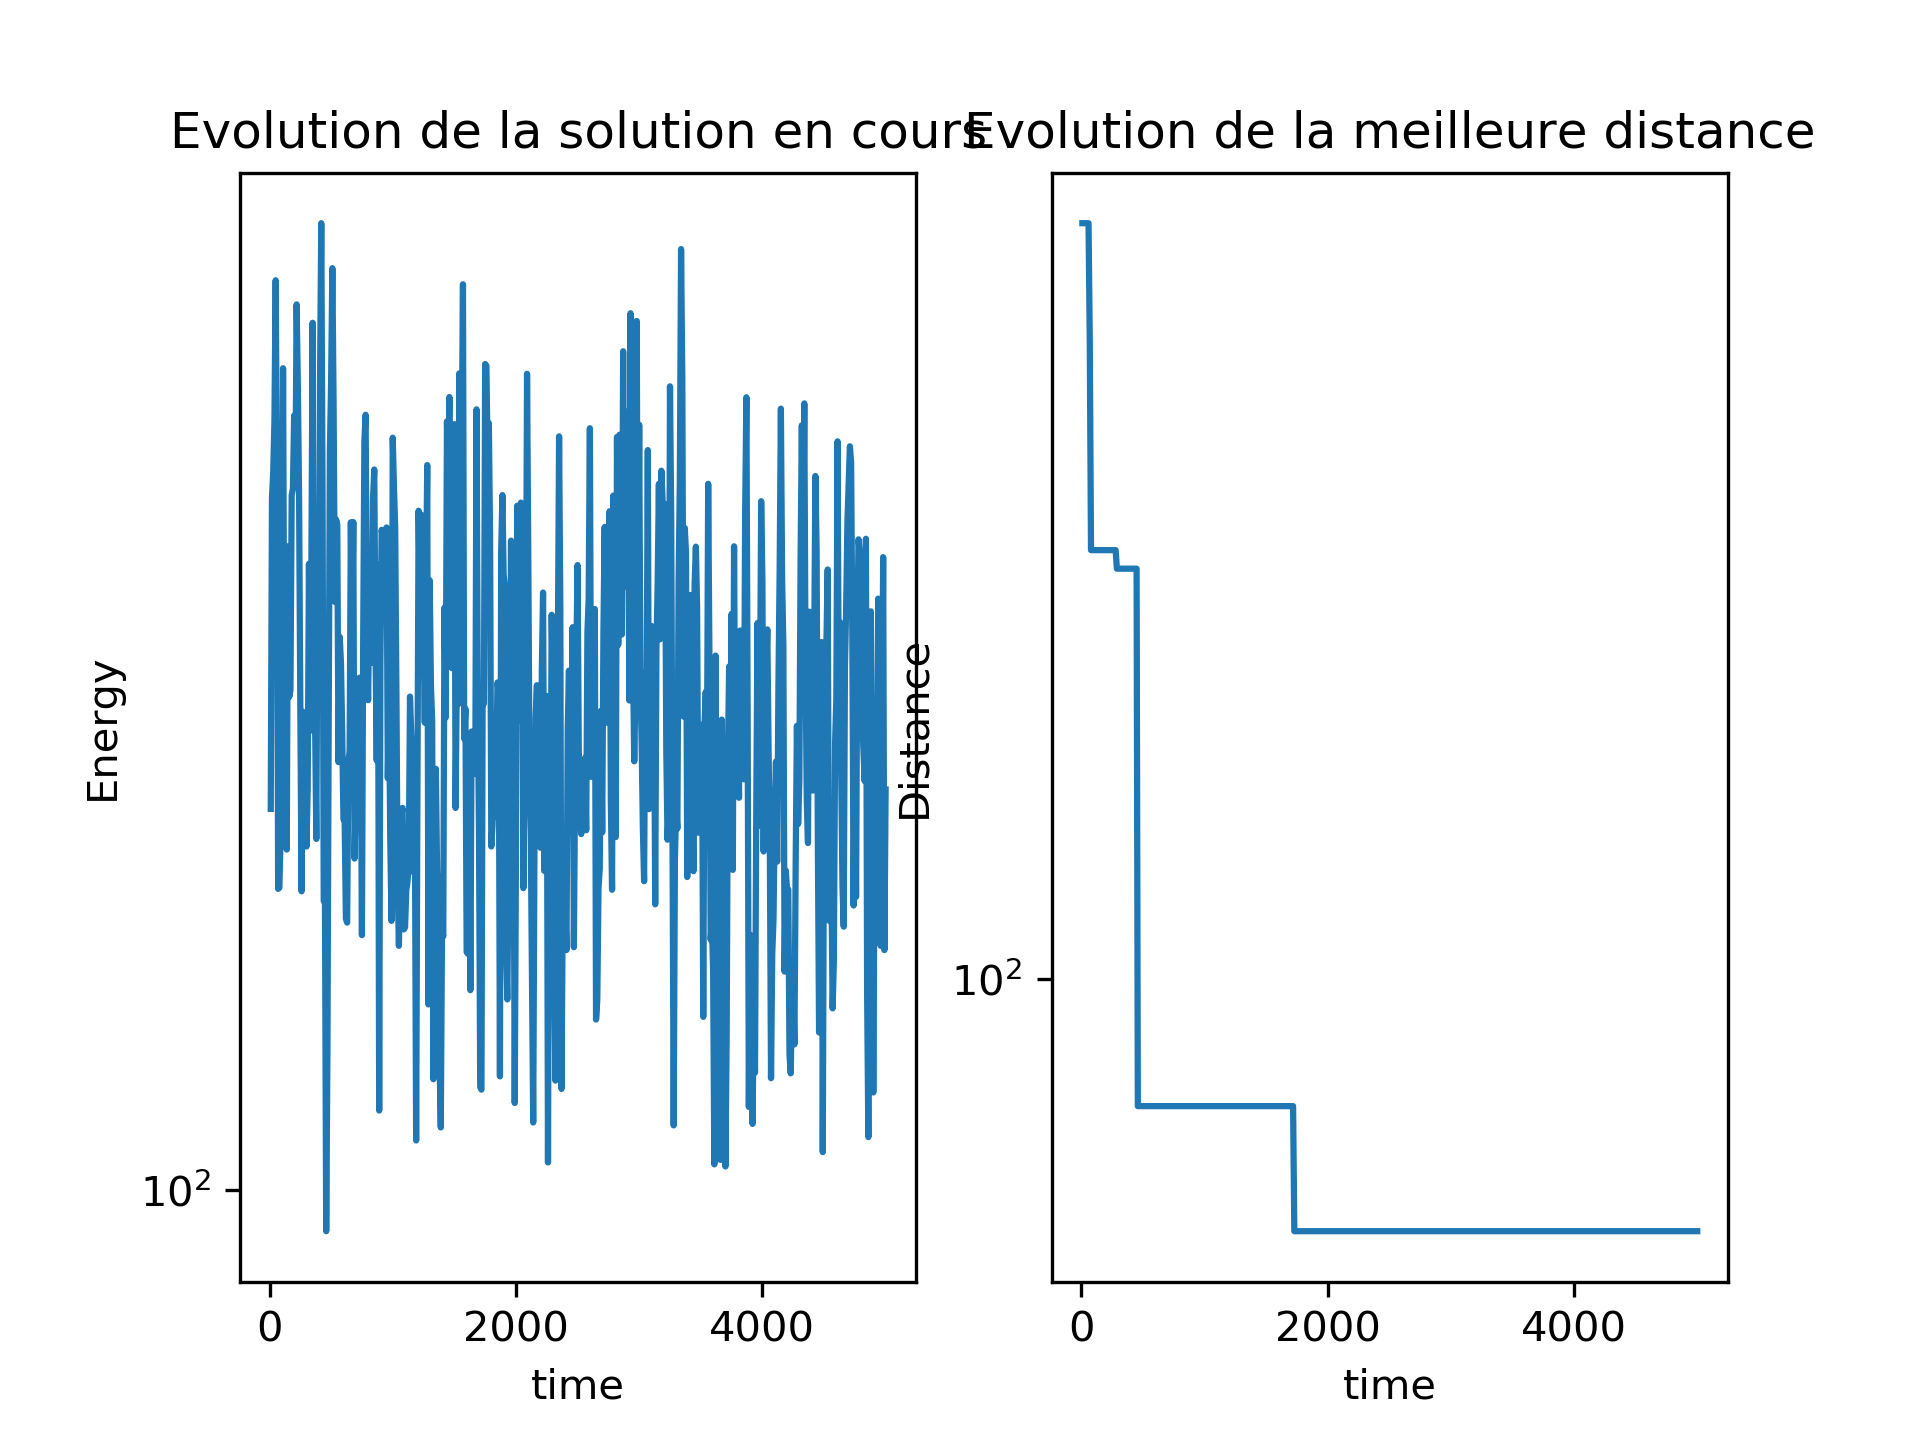 Evolution de la solution en cours
Evolution de la meilleure distance
Energy
10²
0 2000 4000
time
Distance
10²
0 2000 4000
time